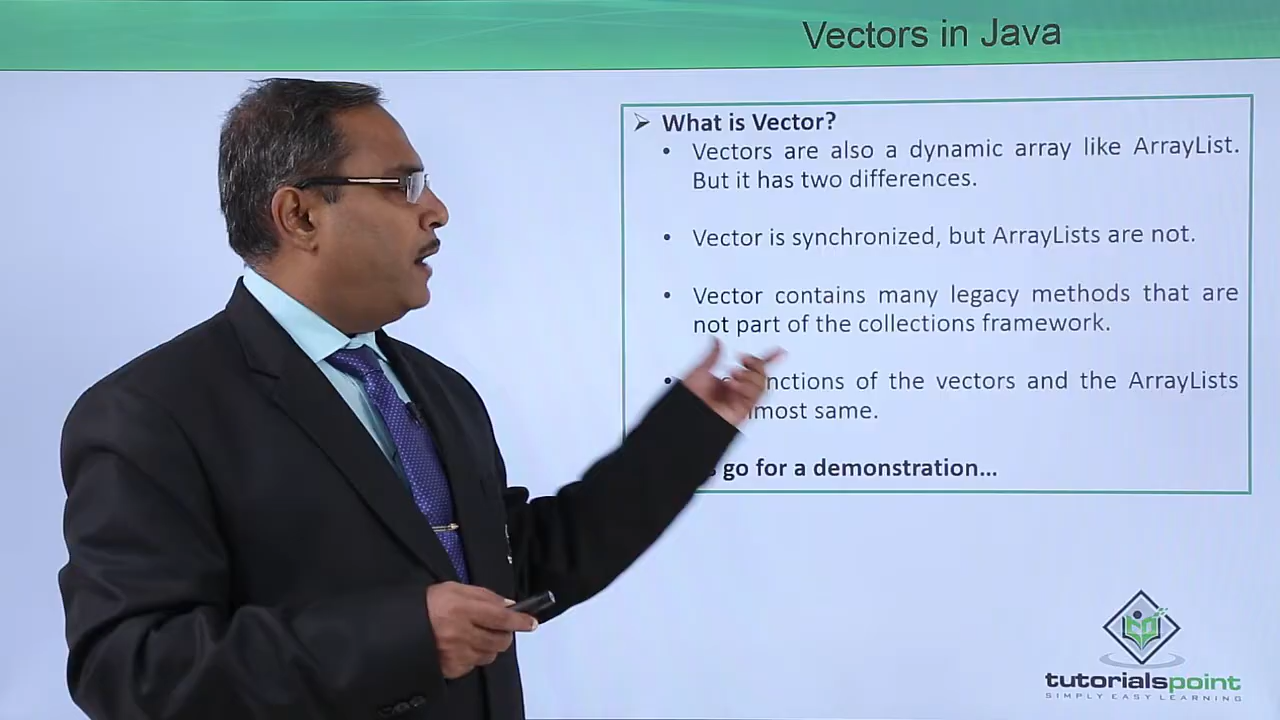 Vectors in Java
➢ What is Vector?
• Vectors are also a dynamic array like ArrayList.
But it has two differences.
• Vector is synchronized, but ArrayLists are not.
• Vector contains many legacy methods that are
not part of the collections framework.
of the vectors and the ArrayLists
same.
go for a demonstration...
tutorialspoint
SIMPLY EASY LEARNING